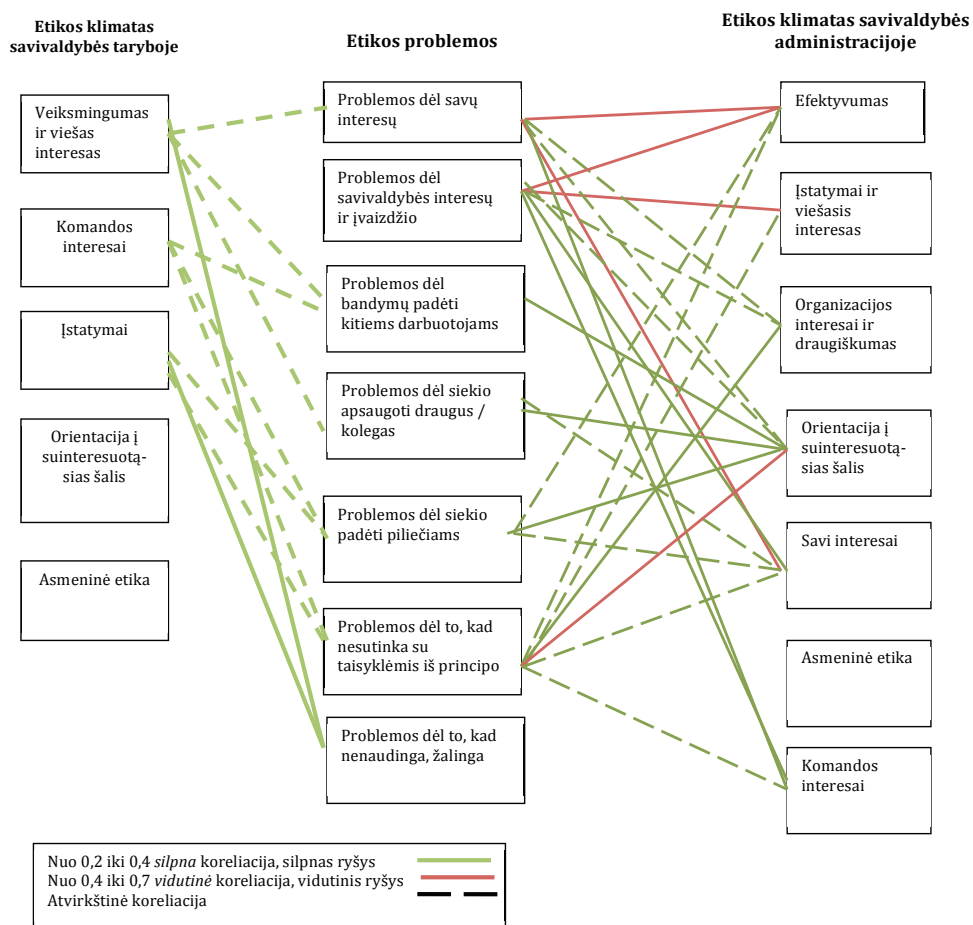 Etikos klimatas
savivaldybės taryboje
Veiksmingumas
ir viešas
interesas
Komandos
interesai
Įstatymai
Orientacija į
suinteresuotą-
sias šalis
Asmeninė etika
Etikos problemos
Problemos dėl savų
interesų
Problemos dėl
savivaldybės interesų
ir įvaizdžio
Problemos dėl
bandymų padėti
kitiems darbuotojams
Problemos dėl siekio
apsaugoti draugus /
kolegas
Problemos dėl siekio
padėti piliečiams
Problemos dėl to, kad
nesutinka su
taisyklėmis iš principo
Problemos dėl to, kad
nenaudinga, žalinga
Etikos klimatas savivaldybės
administracijoje
Efektyvumas
Įstatymai ir
viešasis
interesas
Organizacijos
interesai ir
draugiškumas
Orientacija į
suinteresuotą-
sias šalis
Savi interesai
Asmeninė etika
Komandos
interesai
Nuo 0,2 iki 0,4 silpna koreliacija, silpnas ryšys
Nuo 0,4 iki 0,7 vidutinė koreliacija, vidutinis ryšys
Atvirkštinė koreliacija